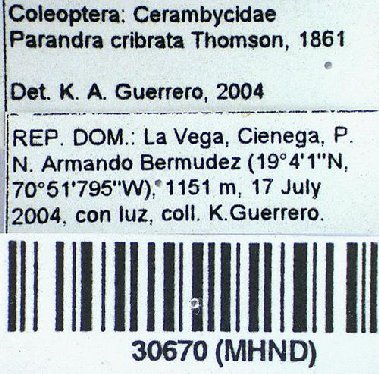 Coleoptera: Cerambycidae
Parandra cribrata Thomson, 1861
Det. K. A. Guerrero, 2004
REP. DOM.: La Vega, Cienega, P.
N. Armando Bermudez (19°4'1"N,
70°51'795"W), 1151 m, 17 July
2004, con luz, coll. K.Guerrero.
30670 (MHND)